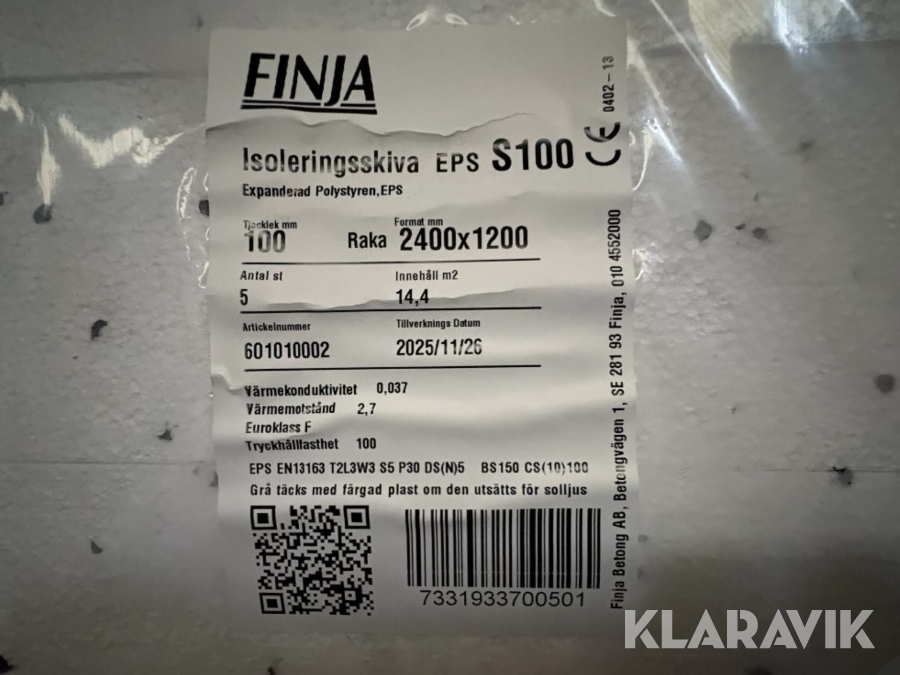 FINJA
Isoleringsskiva EPS S100
Expanderad Polystyren,EPS
Tjocklek mm
Format mm
100
Raka 2400x1200
Antal st
Innehåll m2
5
14,4
Artickelnummer
Tillverknings Datum
601010002
2025/11/26
Värmekonduktivitet 0,037
Värmemotstånd 2,7
Euroklass F
Tryckhållfasthet 100
EPS EN13163 T2L3W3 S5 P30 DS(N)5 BS150 CS(10)100
Grå täcks med färgad plast om den utsätts för solljus
7331933700501
CE 0402-13
Finja Betong AB, Betongvägen 1, SE 281 93 Finja, 010 4552000
KLARAVIK